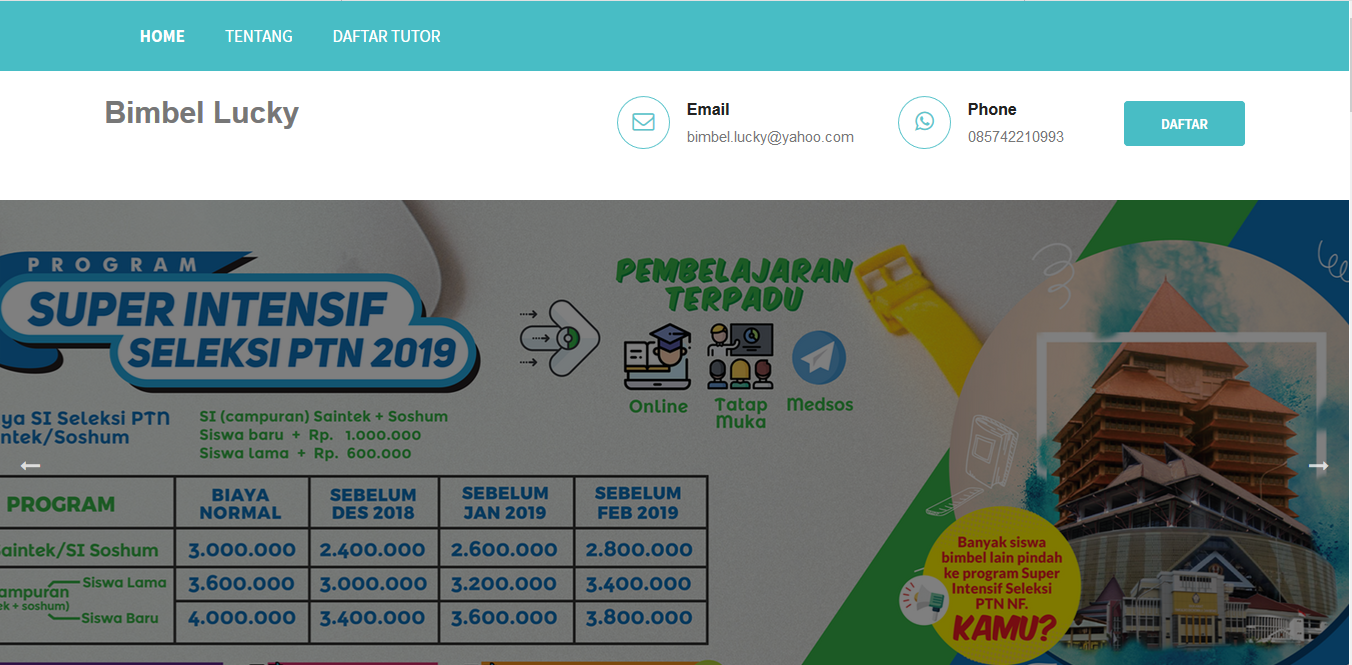 HOME TENTANG DAFTAR TUTOR
Bimbel Lucky
Email
bimbel.lucky@yahoo.com
Phone
085742210993
DAFTAR
PROGRAM
SUPER INTENSIF
SELEKSI PTN 2019
ya SI Seleksi PTN
ntek/Soshum
SI (campuran) Saintek + Soshum
Siswa baru + Rp. 1.000.000
Siswa lama + Rp. 600.000
PEMBELAJARAN
TERPADU
Online
Tatap
Muka
Medsos
PROGRAM
BIAYA
NORMAL
SEBELUM
DES 2018
SEBELUM
JAN 2019
SEBELUM
FEB 2019
Saintek/SI Soshum 3.000.000 2.400.000 2.600.000 2.800.000
ampuran
ek + soshum)
Siswa Lama 3.600.000 3.000.000 3.200.000 3.400.000
Siswa Baru 4.000.000 3.400.000 3.600.000 3.800.000
Banyak siswa
bimbel lain pindah
ke program Super
Intensif Seleksi
PTN NF.
KAMU?